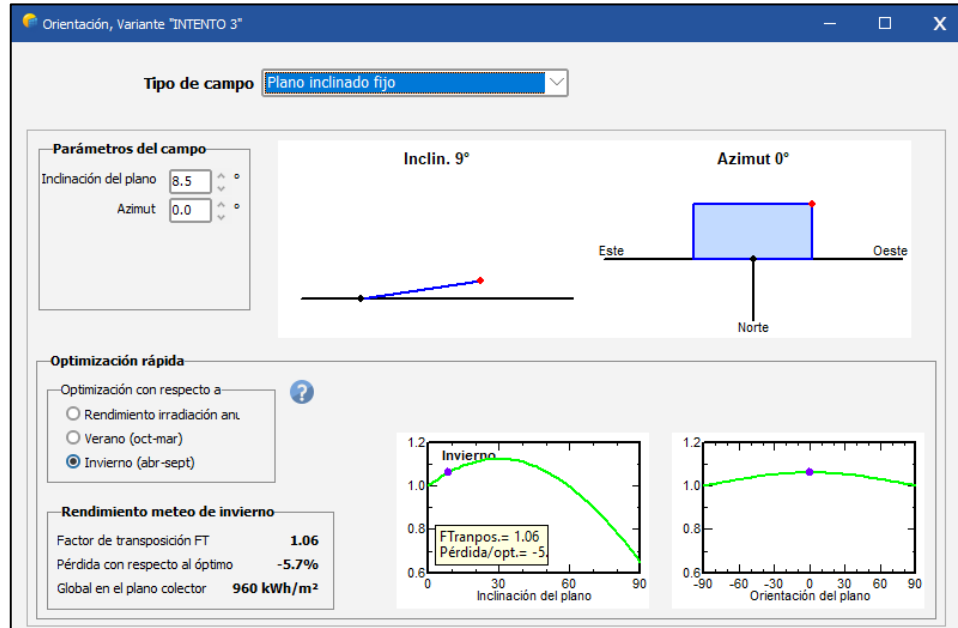 Orientación, Variante "INTENTO 3"
Tipo de campo Plano inclinado fijo
Parámetros del campo
Inclinación del plano 8.5 °
Azimut 0.0 °
Inclin. 9°
Azimut 0°
Este
Oeste
Norte
Optimización rápida
Optimización con respecto a
Rendimiento irradiación anu
Verano (oct-mar)
Invierno (abr-sept)
?
Rendimiento meteo de invierno
Factor de transposición FT 1.06
Pérdida con respecto al óptimo -5.7%
Global en el plano colector 960 kWh/m²
Invierno
1.2
1.0
0.8
0.6
FTranpos.= 1.06
Pérdida/opt.= -5.
0 30 60 90
Inclinación del plano
1.2
1.0
0.8
0.6
-90 -60 -30 0 30 60 90
Orientación del plano